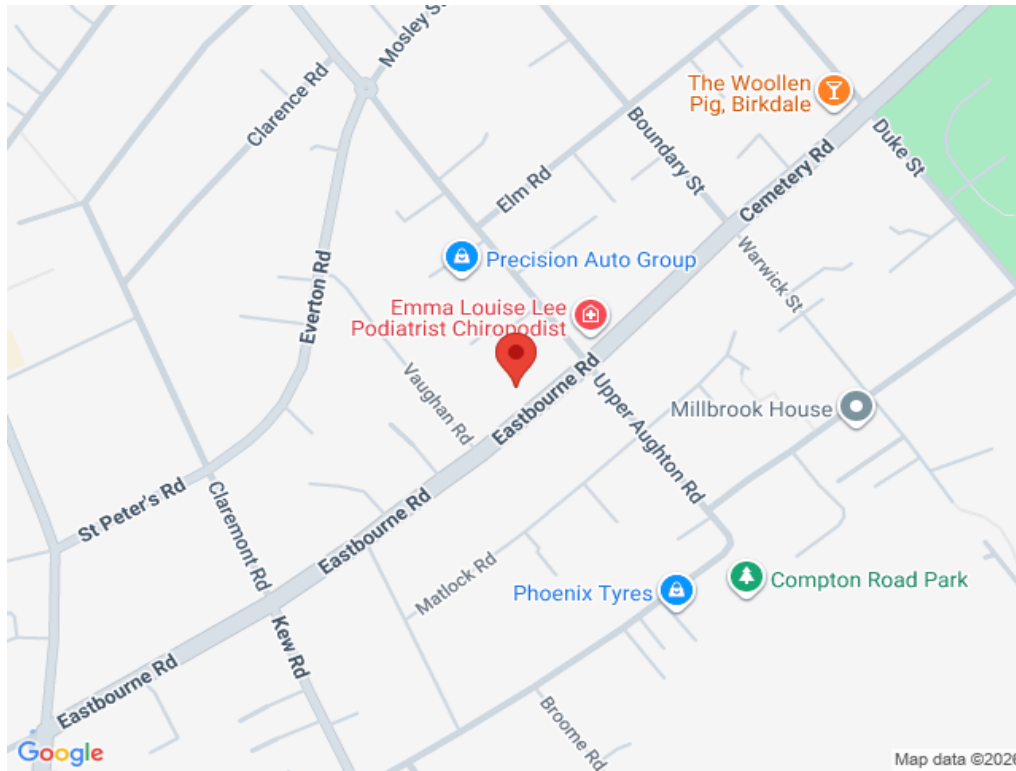 Mosley St
Clarence Rd
The Woollen
Pig, Birkdale
Boundary St
Duke St
Cemetery Rd
Elm Rd
Everton Rd
Precision Auto Group
Warwick St
Emma Louise Lee
Podiatrist Chiropodist
Vaughan Rd
Eastbourne Rd
Upper Aughton Rd
Millbrook House
St Peter's Rd
Claremont Rd
Eastbourne Rd
Matlock Rd
Phoenix Tyres
Compton Road Park
Kew Rd
Eastbourne Rd
Broome Rd
Google
Map data ©2026